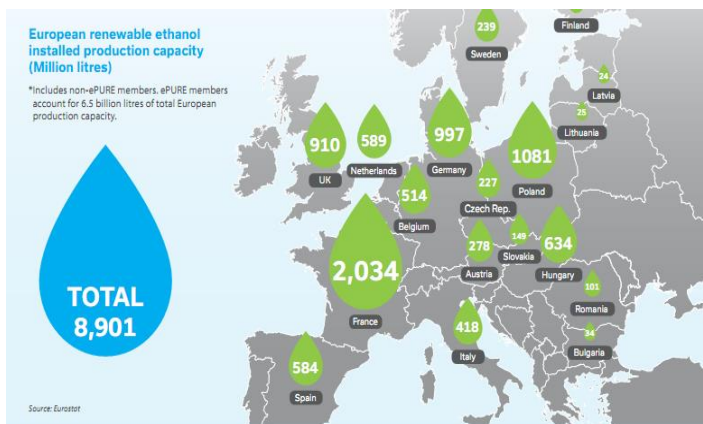 European renewable ethanol
installed production capacity
(Million litres)
*Includes non-ePURE members. ePURE members
account for 6.5 billion litres of total European
production capacity.
TOTAL
8,901
Source: Eurostat
239
Sweden
Finland
24
Latvia
25
Lithuania
910
UK
589
Netherlands
997
Germany
1081
Poland
514
Belgium
227
Czech Rep.
149
Slovakia
278
Austria
634
Hungary
2,034
France
101
Romania
418
Italy
34
Bulgaria
584
Spain